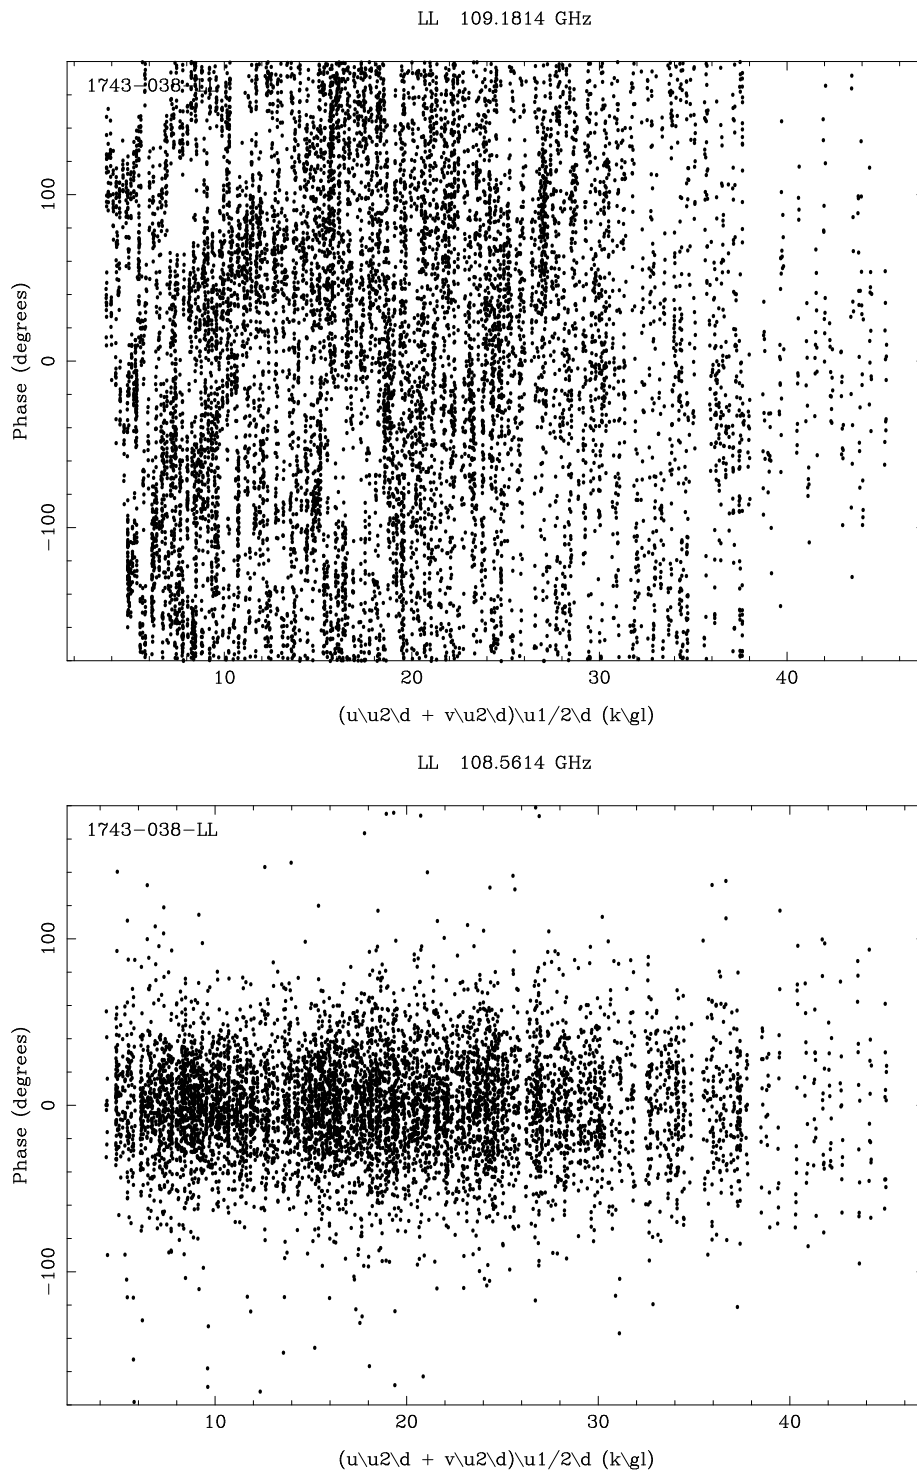 LL 109.1814 GHz
1743-038-LL
100
0
-100
Phase (degrees)
10 20 30 40
(u\u2\d + v\u2\d)\u1/2\d (k\gl)
LL 108.5614 GHz
1743-038-LL
100
0
-100
Phase (degrees)
10 20 30 40
(u\u2\d + v\u2\d)\u1/2\d (k\gl)